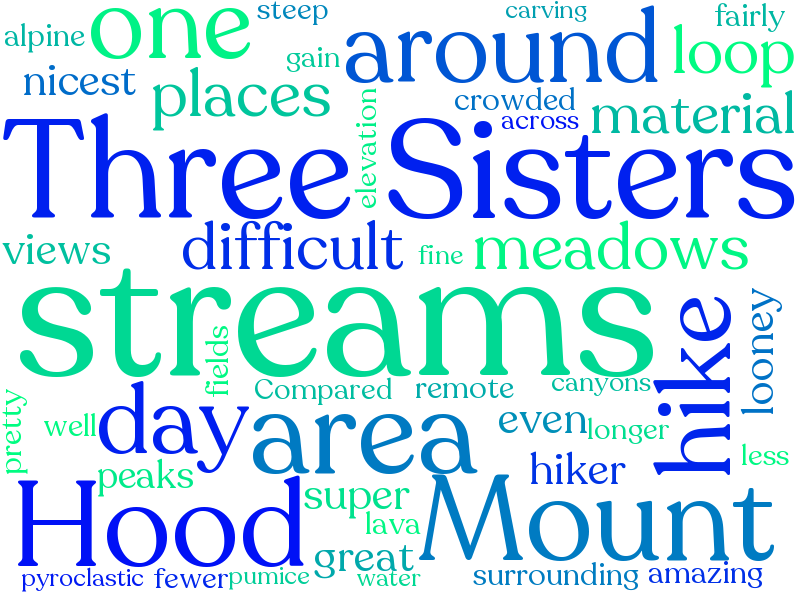 steep
carving
fairly
alpine
one
around
loop
gain
nicest
places
crowded
material
elevation
across
Three Sisters
views
difficult
fine
meadows
streams
hike
looney
fields
Compared
remote
canyons
pretty
well
day
area
even
longer
less
peaks
hiker
Hood
super
Mount
lava
great
pyroclastic
fewer
pumice
water
surrounding
amazing